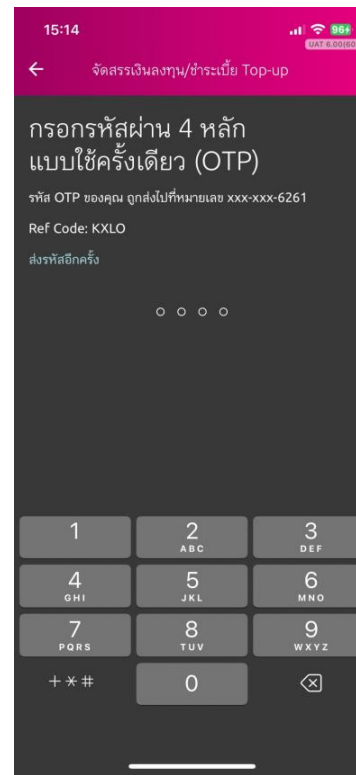 15:14
96
UAT 6.00(60
จัดสรรเงินลงทุน/ชำระเบี้ย Top-up
กรอกรหัสผ่าน 4 หลัก
แบบใช้ครั้งเดียว (OTP)
รหัส OTP ของคุณ ถูกส่งไปที่หมายเลข xxx-xxx-6261
Ref Code: KXLO
ส่งรหัสอีกครั้ง
1 2 3
ABC DEF
4 5 6
GHI JKL MNO
7 8 9
PQRS TUV WXYZ
+*# 0